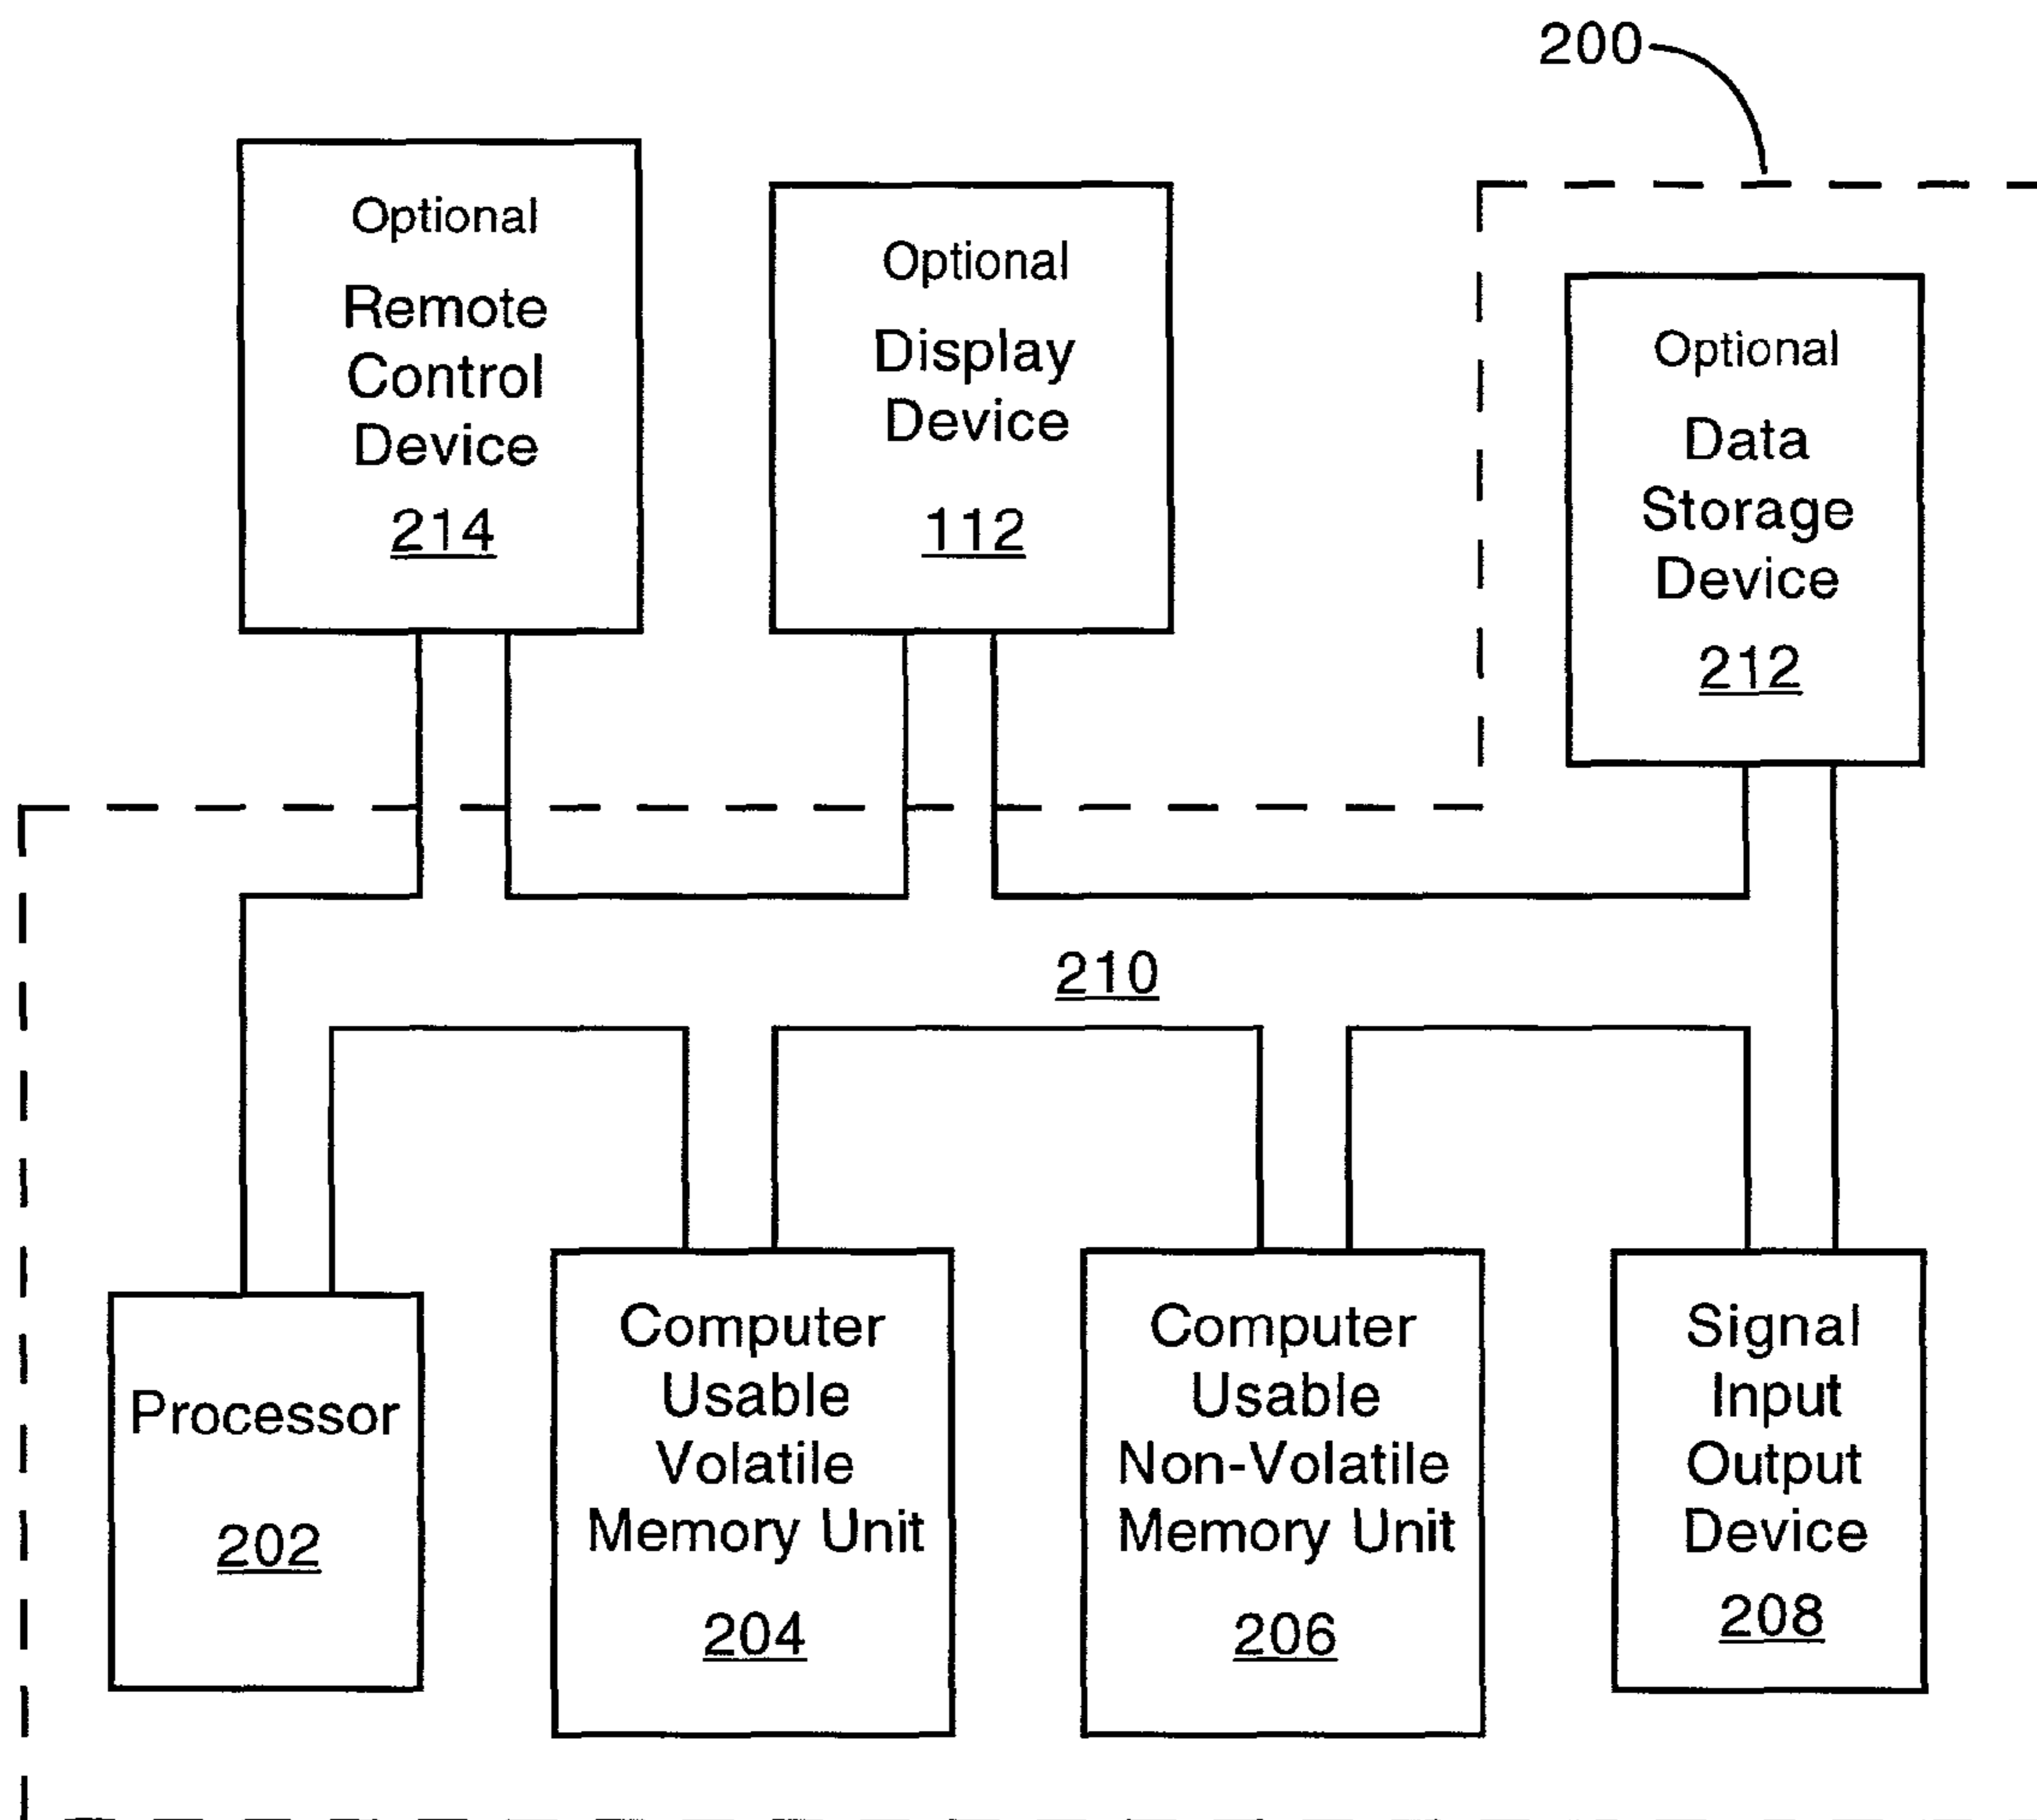 200
Optional
Remote
Control
Device
214
Optional
Display
Device
112
Optional
Data
Storage
Device
212
210
Processor
202
Computer
Usable
Volatile
Memory Unit
204
Computer
Usable
Non-Volatile
Memory Unit
206
Signal
Input
Output
Device
208